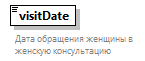 visitDate
Дата обращения женщины в
женскую консультацию